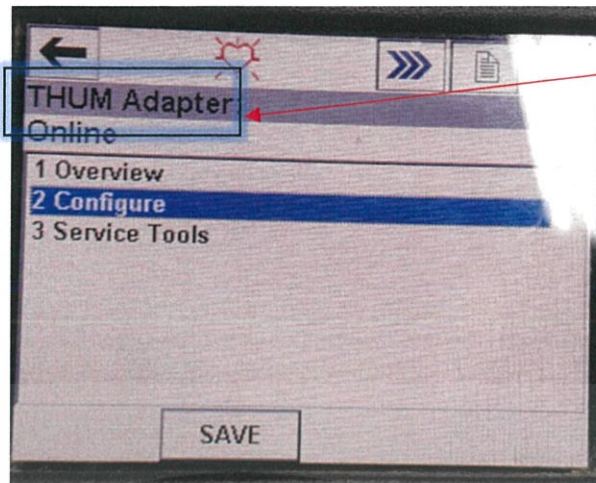 THUM Adapter
Online
1 Overview
2 Configure
3 Service Tools
SAVE